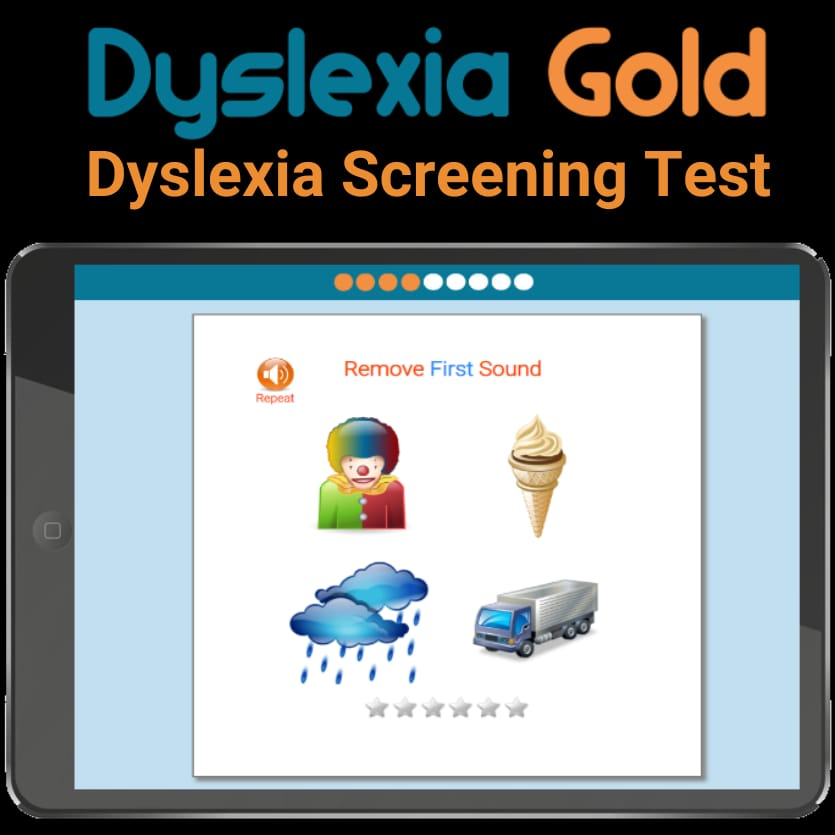 Dyslexia Gold
Dyslexia Screening Test
Remove First Sound
Repeat